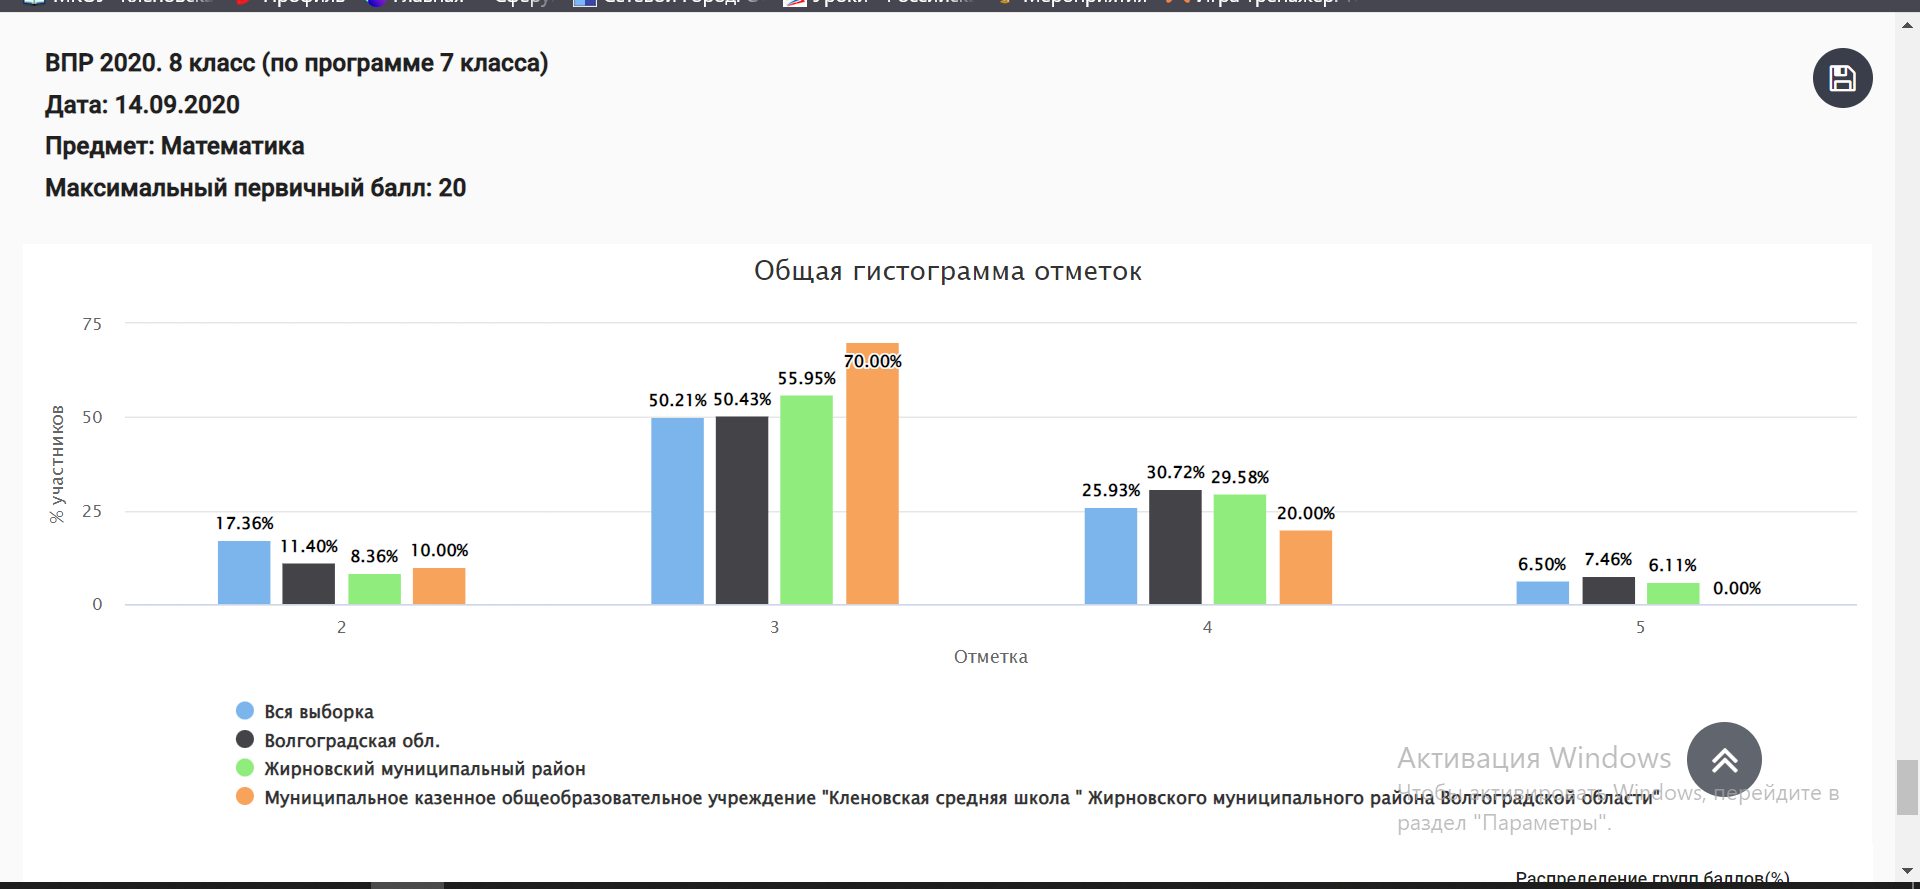 ВПР 2020. 8 класс (по программе 7 класса)
Дата: 14.09.2020
Предмет: Математика
Максимальный первичный балл: 20
Общая гистограмма отметок
75
50
25
0
% участников
17.36% 11.40% 8.36% 10.00%
50.21% 50.43% 55.95% 70.00%
25.93% 30.72% 29.58% 20.00%
6.50% 7.46% 6.11% 0.00%
2 3 4 5
Отметка
Вся выборка
Волгоградская обл.
Жирновский муниципальный район
Муниципальное казенное общеобразовательное учреждение "Кленовская средняя школа " Жирновского муниципального района Волгоградской области"
Активация Windows
Чтобы активировать Windows, перейдите в
раздел "Параметры".
Распределение групп баллов(%)